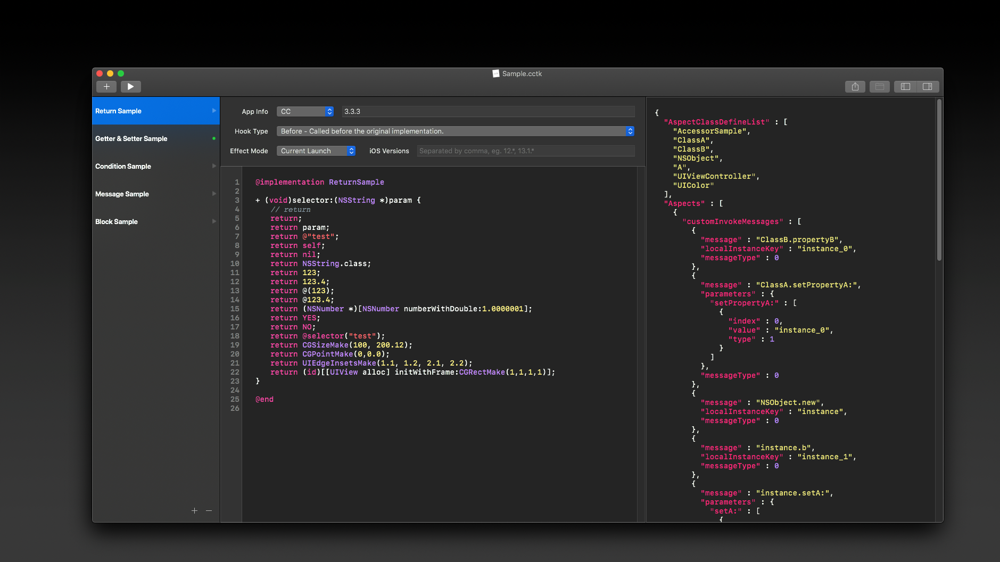 Sample.cctk
Return Sample
Getter & Setter Sample
Condition Sample
Message Sample
Block Sample
App Info CC 3.3.3
Hook Type Before - Called before the original implementation.
Effect Mode Current Launch iOS Versions Separated by comma, eg. 12.*, 13.1.*
1 @implementation ReturnSample
2
3 + (void)selector:(NSString *)param {
4 // return
5 return;
6 return param;
7 return @"test";
8 return self;
9 return nil;
10 return NSString.class;
11 return 123;
12 return 123.4;
13 return @(123);
14 return @123.4;
15 return (NSNumber *)[NSNumber numberWithDouble:1.0000001];
16 return YES;
17 return NO;
18 return @selector("test");
19 return CGSizeMake(100, 200.12);
20 return CGPointMake(0,0.0);
21 return UIEdgeInsetsMake(1.1, 1.2, 2.1, 2.2);
22 return (id)[[UIView alloc] initWithFrame:CGRectMake(1,1,1,1)];
23 }
24
25 @end
26
{
"AspectClassDefineList" : [
"AccessorSample",
"ClassA",
"ClassB",
"NSObject",
"A",
"UIViewController",
"UIColor"
],
"Aspects" : [
{
"customInvokeMessages" : [
{
"message" : "ClassB.propertyB",
"localInstanceKey" : "instance_0",
"messageType" : 0
},
{
"message" : "ClassA.setPropertyA:",
"parameters" : {
"setPropertyA:" : [
{
"index" : 0,
"value" : "instance_0",
"type" : 1
}
]
},
"messageType" : 0
},
{
"message" : "NSObject.new",
"localInstanceKey" : "instance",
"messageType" : 0
},
{
"message" : "instance.b",
"localInstanceKey" : "instance_1",
"messageType" : 0
},
{
"message" : "instance.setA:",
"parameters" : {
"setA:" : [
{